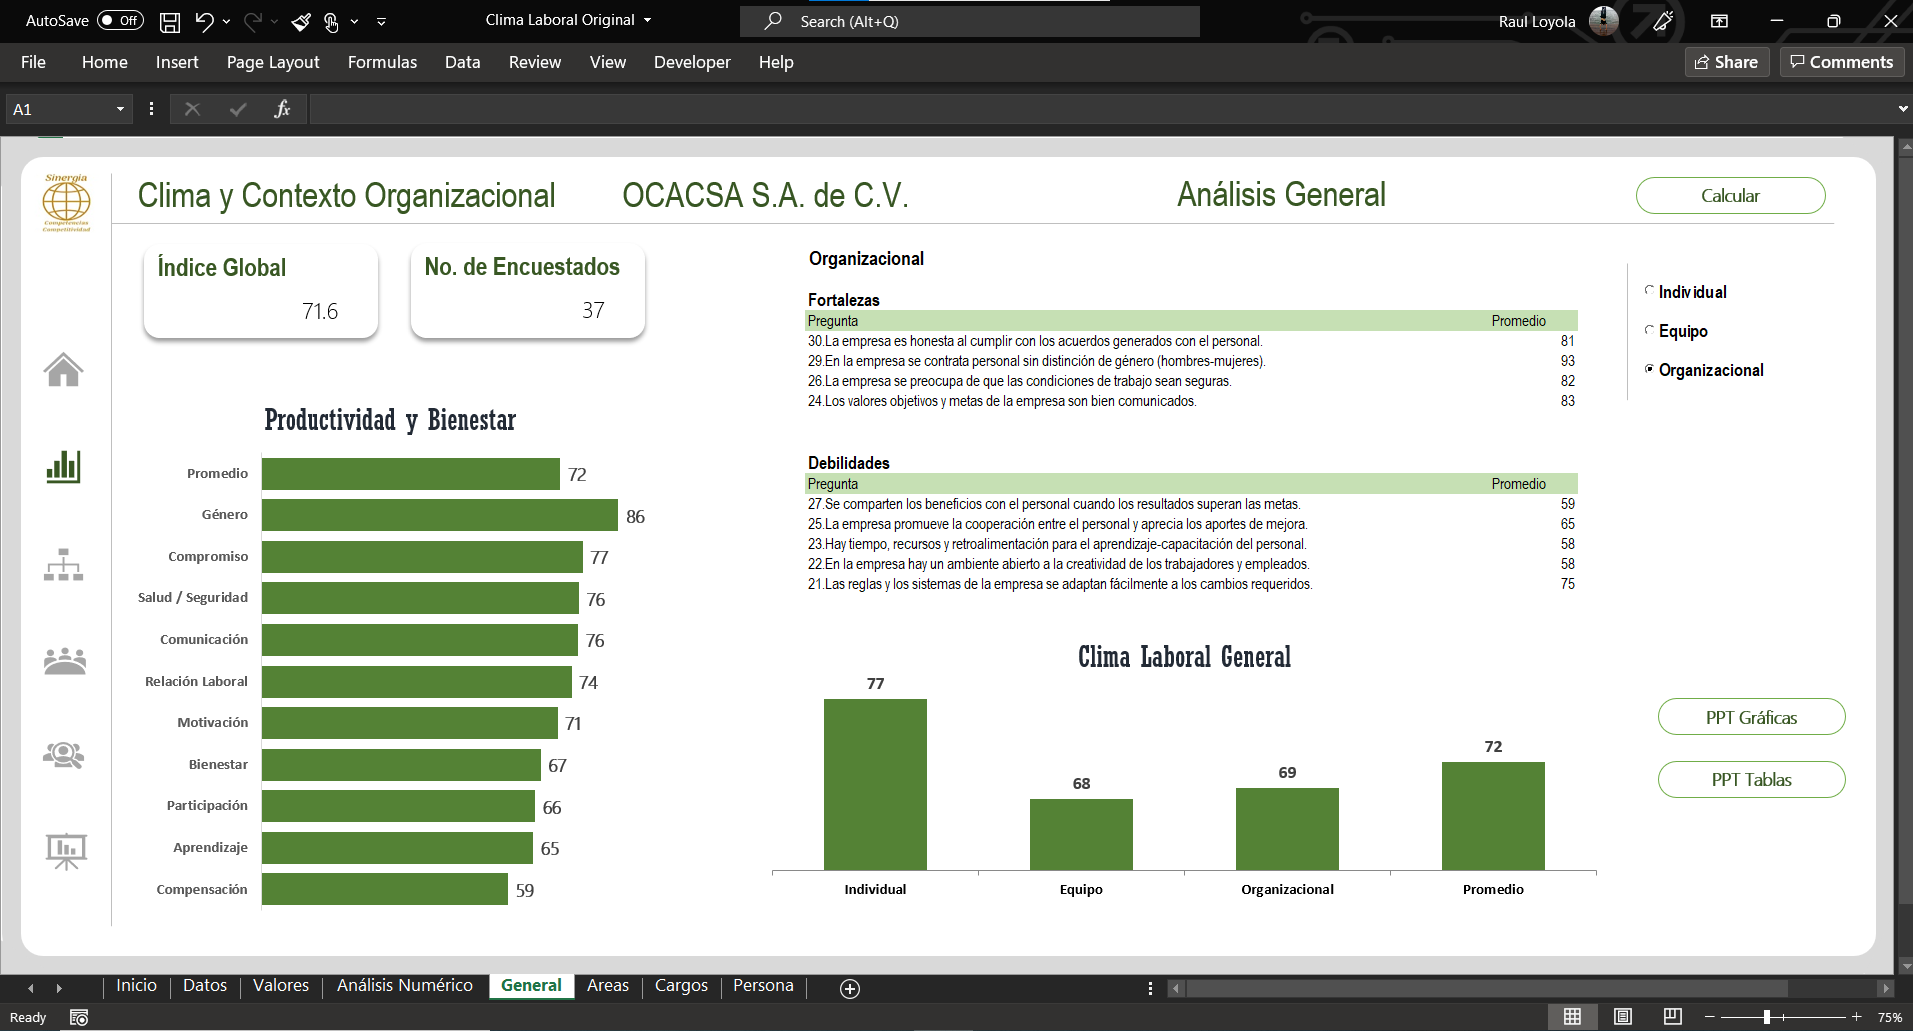 AutoSave Off Clima Laboral Original Search (Alt+Q) Raul Loyola
File Home Insert Page Layout Formulas Data Review View Developer Help Share Comments
A1 fx
Sinergia
Competencias
Competitividad
Clima y Contexto Organizacional OCACSA S.A. de C.V. Análisis General Calcular
Índice Global
71.6
No. de Encuestados
37
Productividad y Bienestar
Promedio 72
Género 86
Compromiso 77
Salud / Seguridad 76
Comunicación 76
Relación Laboral 74
Motivación 71
Bienestar 67
Participación 66
Aprendizaje 65
Compensación 59
Organizacional
Fortalezas
Pregunta Promedio
30.La empresa es honesta al cumplir con los acuerdos generados con el personal. 81
29.En la empresa se contrata personal sin distinción de género (hombres-mujeres). 93
26.La empresa se preocupa de que las condiciones de trabajo sean seguras. 82
24.Los valores objetivos y metas de la empresa son bien comunicados. 83
Debilidades
Pregunta Promedio
27.Se comparten los beneficios con el personal cuando los resultados superan las metas. 59
25.La empresa promueve la cooperación entre el personal y aprecia los aportes de mejora. 65
23.Hay tiempo, recursos y retroalimentación para el aprendizaje-capacitación del personal. 58
22.En la empresa hay un ambiente abierto a la creatividad de los trabajadores y empleados. 58
21.Las reglas y los sistemas de la empresa se adaptan fácilmente a los cambios requeridos. 75
Individual
Equipo
Organizacional
Clima Laboral General
77 68 69 72
Individual Equipo Organizacional Promedio
PPT Gráficas
PPT Tablas
Inicio Datos Valores Análisis Numérico General Areas Cargos Persona
Ready 75%